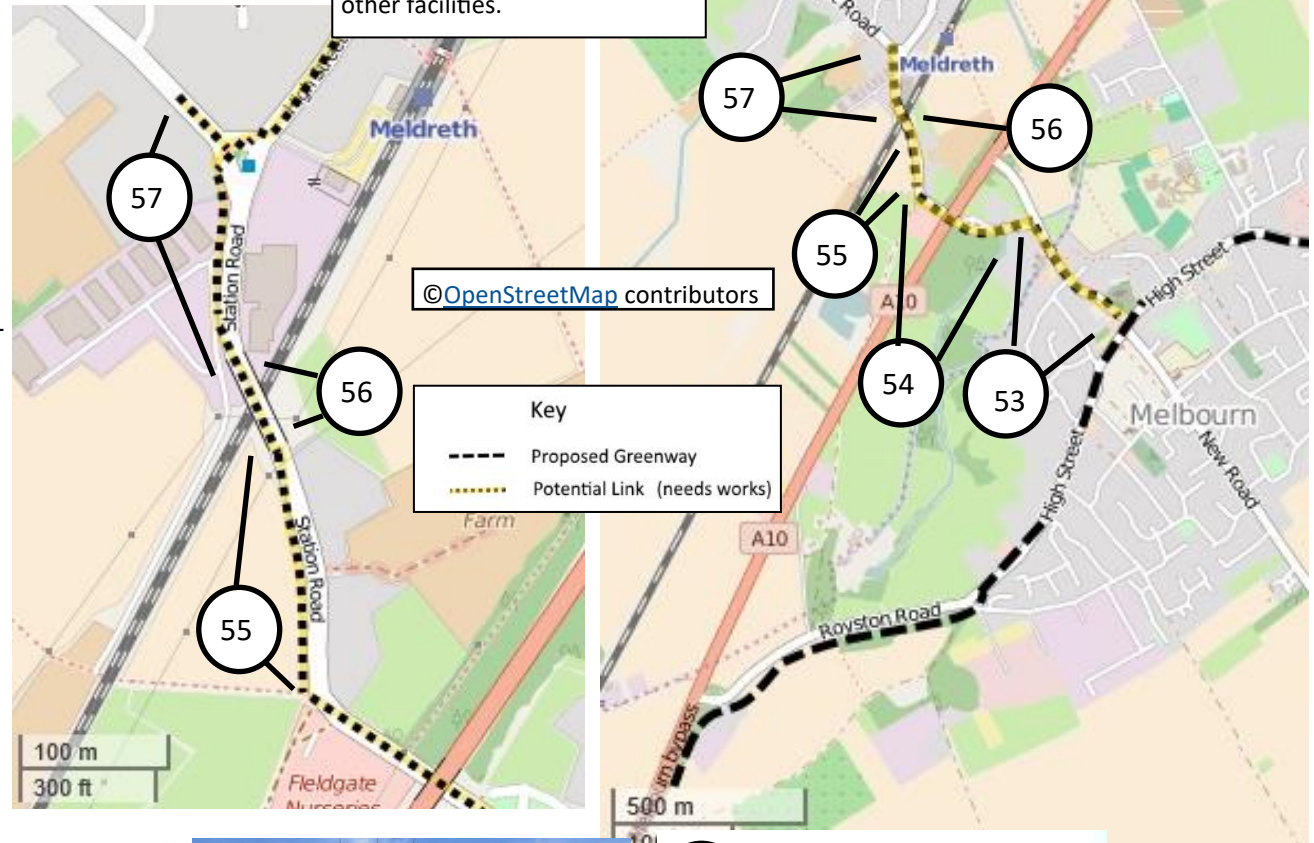 other facilities.
Meldreth
57
Station Road
©OpenStreetMap contributors
56
Key
Proposed Greenway
Potential Link (needs works)
Farm
Station Road
55
100 m
300 ft
Fieldgate
Nurseries
Road
Meldreth
57
56
55
A10
High Street
54
53
Melbourn
New Road
High Street
A10
Royston Road
bypass
500 m